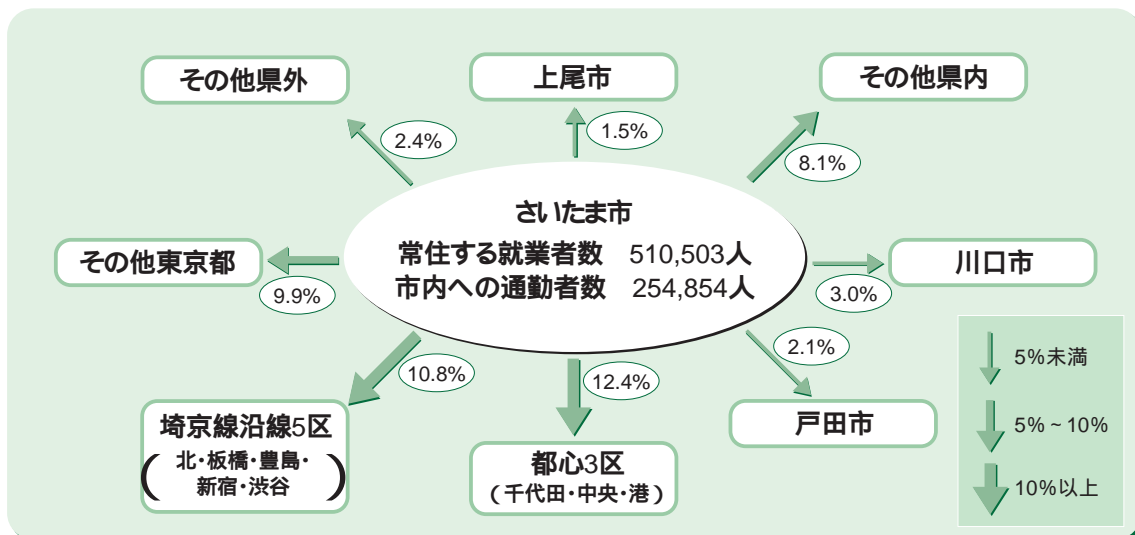 その他県外
上尾市
その他県内
2.4%
1.5%
8.1%
さいたま市
常住する就業者数 510,503人
市内への通勤者数 254,854人
その他東京都
9.9%
川口市
3.0%
10.8%
12.4%
2.1%
埼京線沿線5区
(北・板橋・豊島・
新宿・渋谷)
都心3区
(千代田・中央・港)
戸田市
5%未満
5%~10%
10%以上